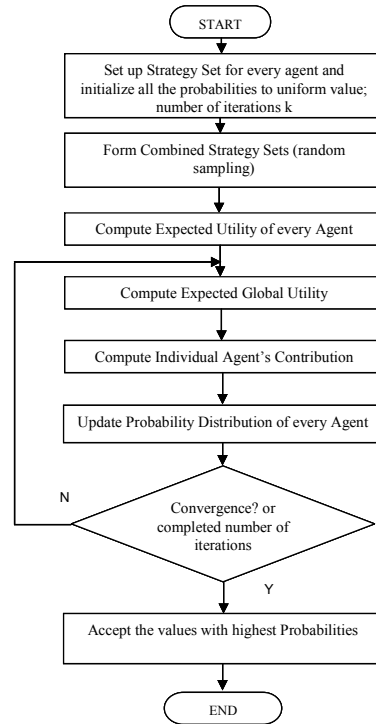 START
Set up Strategy Set for every agent and
initialize all the probabilities to uniform value;
number of iterations k
Form Combined Strategy Sets (random
sampling)
Compute Expected Utility of every Agent
Compute Expected Global Utility
Compute Individual Agent's Contribution
Update Probability Distribution of every Agent
N
Convergence? or
completed number of
iterations
Y
Accept the values with highest Probabilities
END